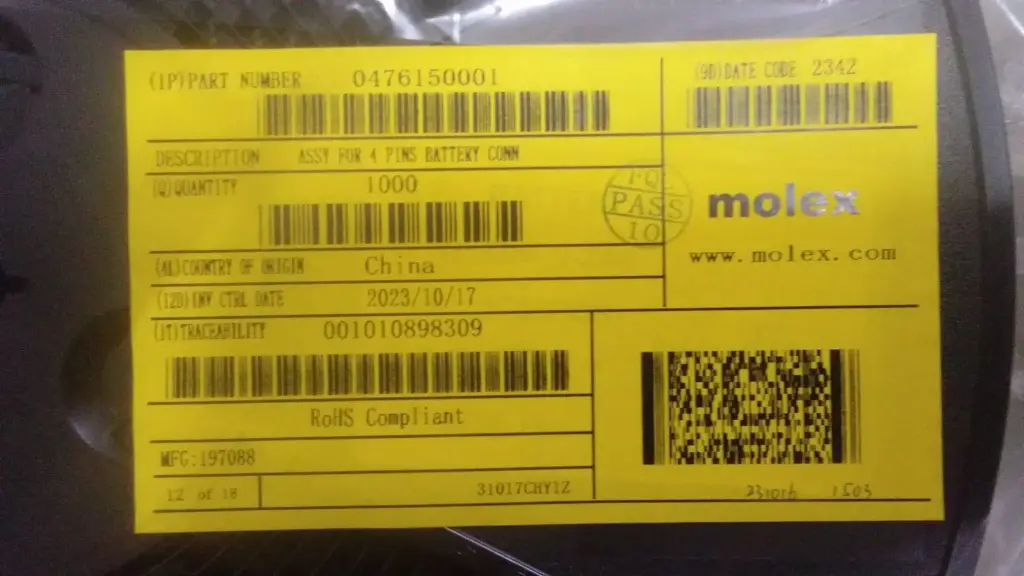 (1P)PART NUMBER 0476150001
(9D)DATE CODE 2342
DESCRIPTION ASSY FOR 4 PINS BATTERY CONN
(Q)QUANTITY 1000
PASS
10
molex
www.molex.com
(4L)COUNTRY OF ORIGIN China
(12D)INV CTRL DATE 2023/10/17
(1T)TRACEABILITY 001010898309
RoHS Compliant
MFG:197088
12 of 18
31017CHY1Z
231016 1503